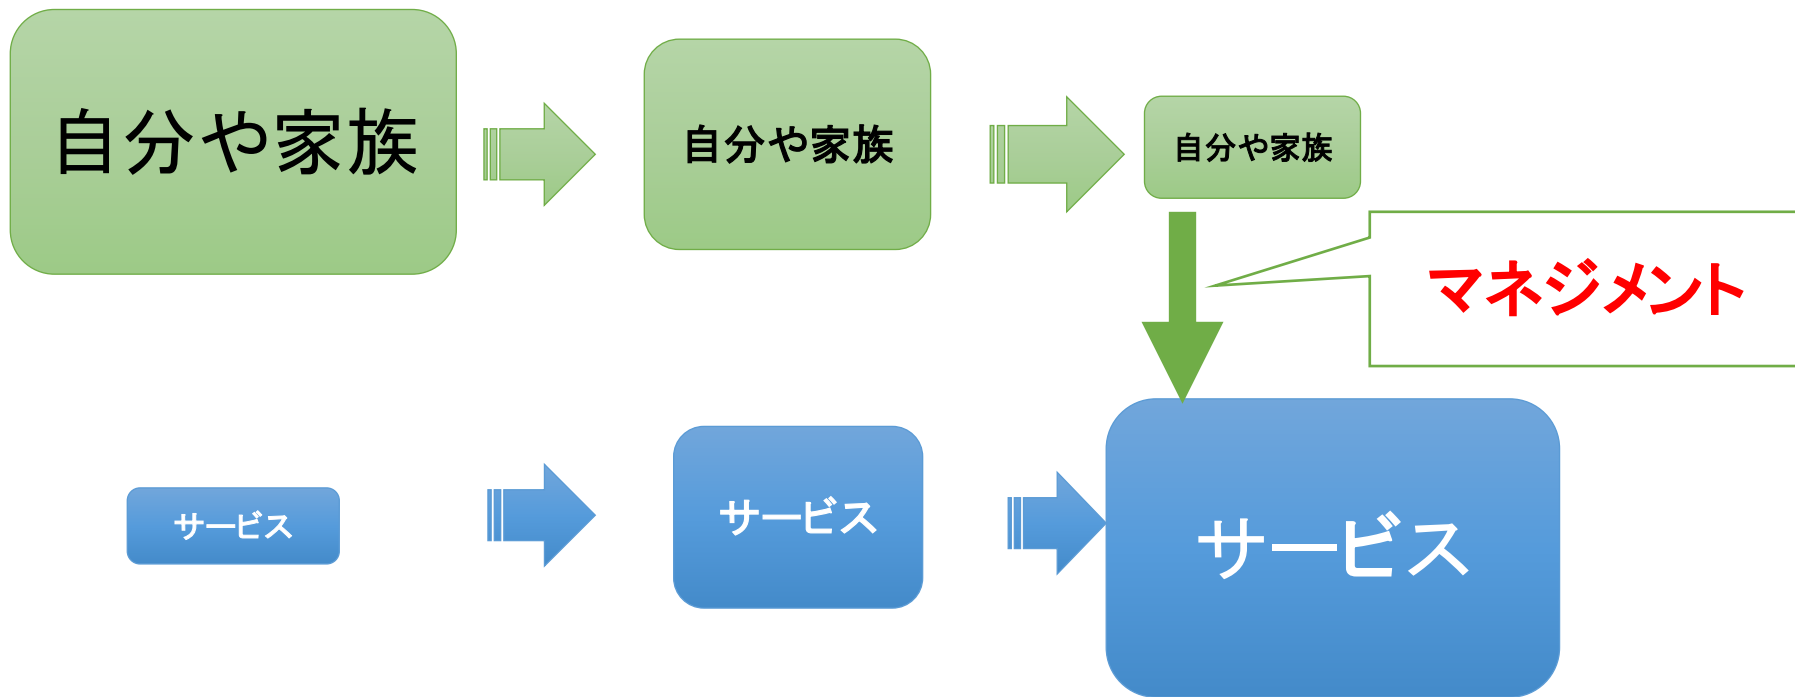 自分や家族
自分や家族
自分や家族
マネジメント
サービス
サービス
サービス